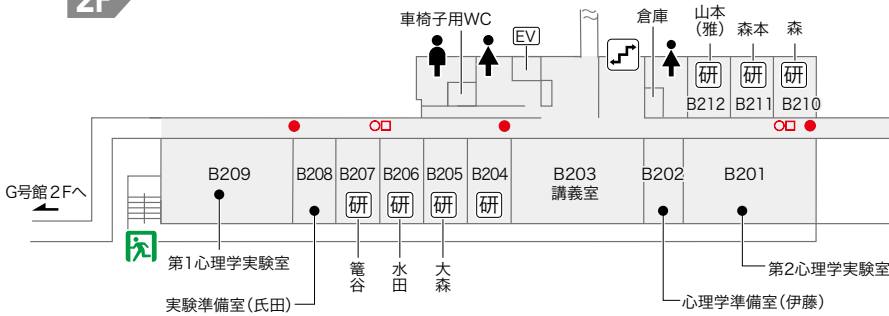 2F
車椅子用WC
EV
倉庫
山本
(雅)
森本
森
研
研
研
B212
B211
B210
B209
B208
B207
B206
B205
B204
B203
講義室
B202
B201
研
研
研
研
G号館2Fへ
第1心理学実験室
篭谷
水田
大森
第2心理学実験室
実験準備室(氏田)
心理学準備室(伊藤)